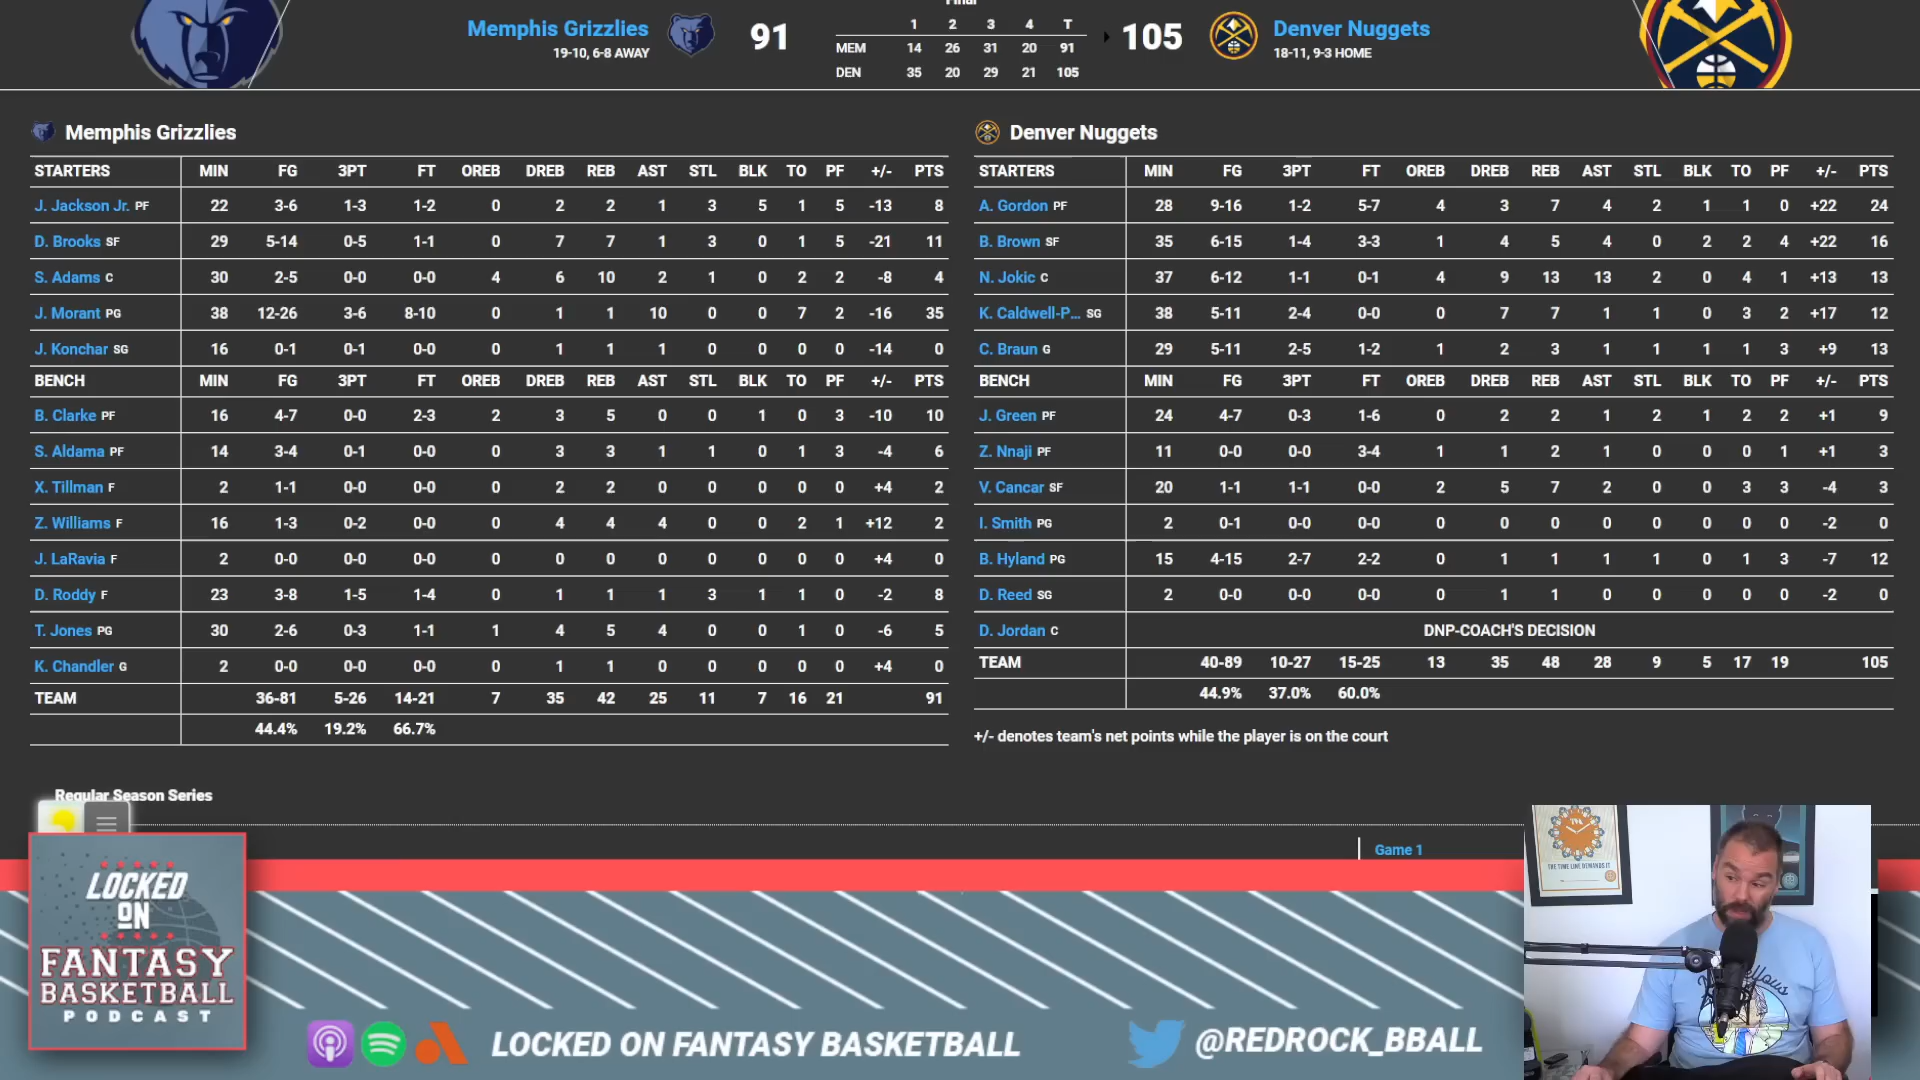 Final
Memphis Grizzlies
19-10, 6-8 AWAY
91
1 2 3 4 T
MEM 14 26 31 20 91
DEN 35 20 29 21 105
105
Denver Nuggets
18-11, 9-3 HOME
Memphis Grizzlies
STARTERS MIN FG 3PT FT OREB DREB REB AST STL BLK TO PF +/- PTS
J. Jackson Jr. PF 22 3-6 1-3 1-2 0 2 2 1 3 5 1 5 -13 8
D. Brooks SF 29 5-14 0-5 1-1 0 7 7 1 3 0 1 5 -21 11
S. Adams C 30 2-5 0-0 0-0 4 6 10 2 1 0 2 2 -8 4
J. Morant PG 38 12-26 3-6 8-10 0 1 1 10 0 0 7 2 -16 35
J. Konchar SG 16 0-1 0-1 0-0 0 1 1 1 0 0 0 0 -14 0
BENCH MIN FG 3PT FT OREB DREB REB AST STL BLK TO PF +/- PTS
B. Clarke PF 16 4-7 0-0 2-3 2 3 5 0 0 1 0 3 -10 10
S. Aldama PF 14 3-4 0-1 0-0 0 3 3 1 1 0 1 3 -4 6
X. Tillman F 2 1-1 0-0 0-0 0 2 2 0 0 0 0 0 +4 2
Z. Williams F 16 1-3 0-2 0-0 0 4 4 4 0 0 2 1 +12 2
J. LaRavia F 2 0-0 0-0 0-0 0 0 0 0 0 0 0 0 +4 0
D. Roddy F 23 3-8 1-5 1-4 0 1 1 1 3 1 1 0 -2 8
T. Jones PG 30 2-6 0-3 1-1 1 4 5 4 0 0 1 0 -6 5
K. Chandler G 2 0-0 0-0 0-0 0 1 1 0 0 0 0 0 +4 0
TEAM 36-81 5-26 14-21 7 35 42 25 11 7 16 21 91
44.4% 19.2% 66.7%
Denver Nuggets
STARTERS MIN FG 3PT FT OREB DREB REB AST STL BLK TO PF +/- PTS
A. Gordon PF 28 9-16 1-2 5-7 4 3 7 4 2 1 1 0 +22 24
B. Brown SF 35 6-15 1-4 3-3 1 4 5 4 0 2 2 4 +22 16
N. Jokic C 37 6-12 1-1 0-1 4 9 13 13 2 0 4 1 +13 13
K. Caldwell-P... SG 38 5-11 2-4 0-0 0 7 7 1 1 0 3 2 +17 12
C. Braun G 29 5-11 2-5 1-2 1 2 3 1 1 1 1 3 +9 13
BENCH MIN FG 3PT FT OREB DREB REB AST STL BLK TO PF +/- PTS
J. Green PF 24 4-7 0-3 1-6 0 2 2 1 2 1 2 2 +1 9
Z. Nnaji PF 11 0-0 0-0 3-4 1 1 2 1 0 0 0 1 +1 3
V. Cancar SF 20 1-1 1-1 0-0 2 5 7 2 0 0 3 3 -4 3
I. Smith PG 2 0-1 0-0 0-0 0 0 0 0 0 0 0 0 -2 0
B. Hyland PG 15 4-15 2-7 2-2 0 1 1 1 1 0 1 3 -7 12
D. Reed SG 2 0-0 0-0 0-0 0 1 1 0 0 0 0 0 -2 0
D. Jordan C DNP-COACH'S DECISION
TEAM 40-89 10-27 15-25 13 35 48 28 9 5 17 19 105
44.9% 37.0% 60.0%
+/- denotes team's net points while the player is on the court
Regular Season Series
Game 1
THE TIME LINE DEMANDS IT
LOCKED
ON
FANTASY
BASKETBALL
PODCAST
LOCKED ON FANTASY BASKETBALL
@REDROCK_BBALL